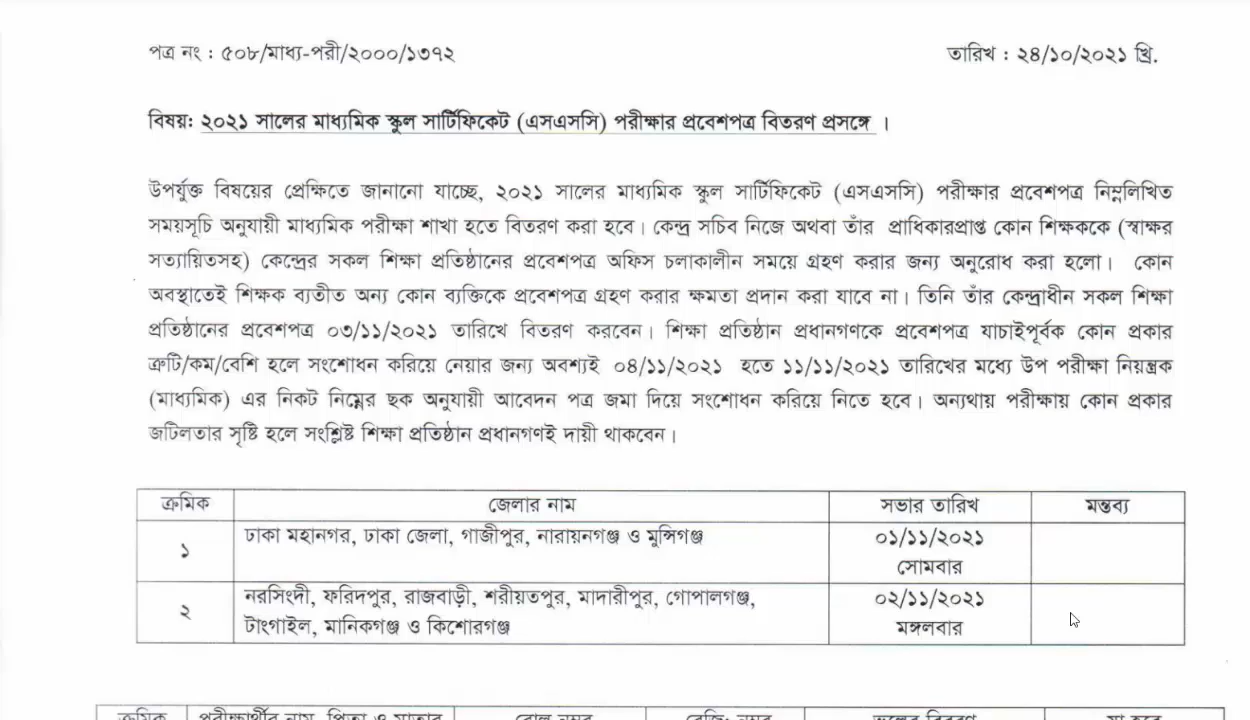 পত্র নং : ৫০৮/মাধ্য-পরী/২০০০/১৩৭২
তারিখ : ২৪/১০/২০২১ খ্রি.
বিষয়: ২০২১ সালের মাধ্যমিক স্কুল সার্টিফিকেট (এসএসসি) পরীক্ষার প্রবেশপত্র বিতরণ প্রসঙ্গে ।
উপর্যুক্ত বিষয়ের প্রেক্ষিতে জানানো যাচ্ছে, ২০২১ সালের মাধ্যমিক স্কুল সার্টিফিকেট (এসএসসি) পরীক্ষার প্রবেশপত্র নিম্নলিখিত
সময়সূচি অনুযায়ী মাধ্যমিক পরীক্ষা শাখা হতে বিতরণ করা হবে। কেন্দ্র সচিব নিজে অথবা তাঁর প্রাধিকারপ্রাপ্ত কোন শিক্ষককে (স্বাক্ষর
সত্যায়িতসহ) কেন্দ্রের সকল শিক্ষা প্রতিষ্ঠানের প্রবেশপত্র অফিস চলাকালীন সময়ে গ্রহণ করার জন্য অনুরোধ করা হলো। কোন
অবস্থাতেই শিক্ষক ব্যতীত অন্য কোন ব্যক্তিকে প্রবেশপত্র গ্রহণ করার ক্ষমতা প্রদান করা যাবে না। তিনি তাঁর কেন্দ্রাধীন সকল শিক্ষা
প্রতিষ্ঠানের প্রবেশপত্র ০৩/১১/২০২১ তারিখে বিতরণ করবেন। শিক্ষা প্রতিষ্ঠান প্রধানগণকে প্রবেশপত্র যাচাইপূর্বক কোন প্রকার
ত্রুটি/কম/বেশি হলে সংশোধন করিয়ে নেয়ার জন্য অবশ্যই ০৪/১১/২০২১ হতে ১১/১১/২০২১ তারিখের মধ্যে উপ পরীক্ষা নিয়ন্ত্রক
(মাধ্যমিক) এর নিকট নিম্নের ছক অনুযায়ী আবেদন পত্র জমা দিয়ে সংশোধন করিয়ে নিতে হবে। অন্যথায় পরীক্ষায় কোন প্রকার
জটিলতার সৃষ্টি হলে সংশ্লিষ্ট শিক্ষা প্রতিষ্ঠান প্রধানগণই দায়ী থাকবেন।
ক্রমিক জেলার নাম সভার তারিখ মন্তব্য
১ ঢাকা মহানগর, ঢাকা জেলা, গাজীপুর, নারায়নগঞ্জ ও মুন্সিগঞ্জ ০১/১১/২০২১
সোমবার
২ নরসিংদী, ফরিদপুর, রাজবাড়ী, শরীয়তপুর, মাদারীপুর, গোপালগঞ্জ, ০২/১১/২০২১
টাংগাইল, মানিকগঞ্জ ও কিশোরগঞ্জ মঙ্গলবার
ক্রমিক পরীক্ষার্থীর নাম, পিতা ও মাতার রোল নম্বর রেজি: নম্বর ভুলের বিবরণ যা হবে